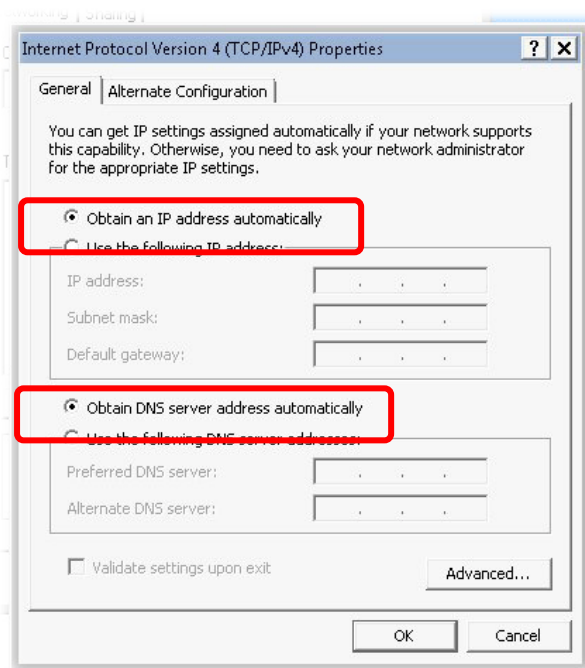 Sharing
Internet Protocol Version 4 (TCP/IPv4) Properties
General
Alternate Configuration
You can get IP settings assigned automatically if your network supports
this capability. Otherwise, you need to ask your network administrator
for the appropriate IP settings.
Obtain an IP address automatically
Use the following IP address:
IP address:
Subnet mask:
Default gateway:
Obtain DNS server address automatically
Use the following DNS server addresses:
Preferred DNS server:
Alternate DNS server:
Validate settings upon exit
Advanced...
OK
Cancel